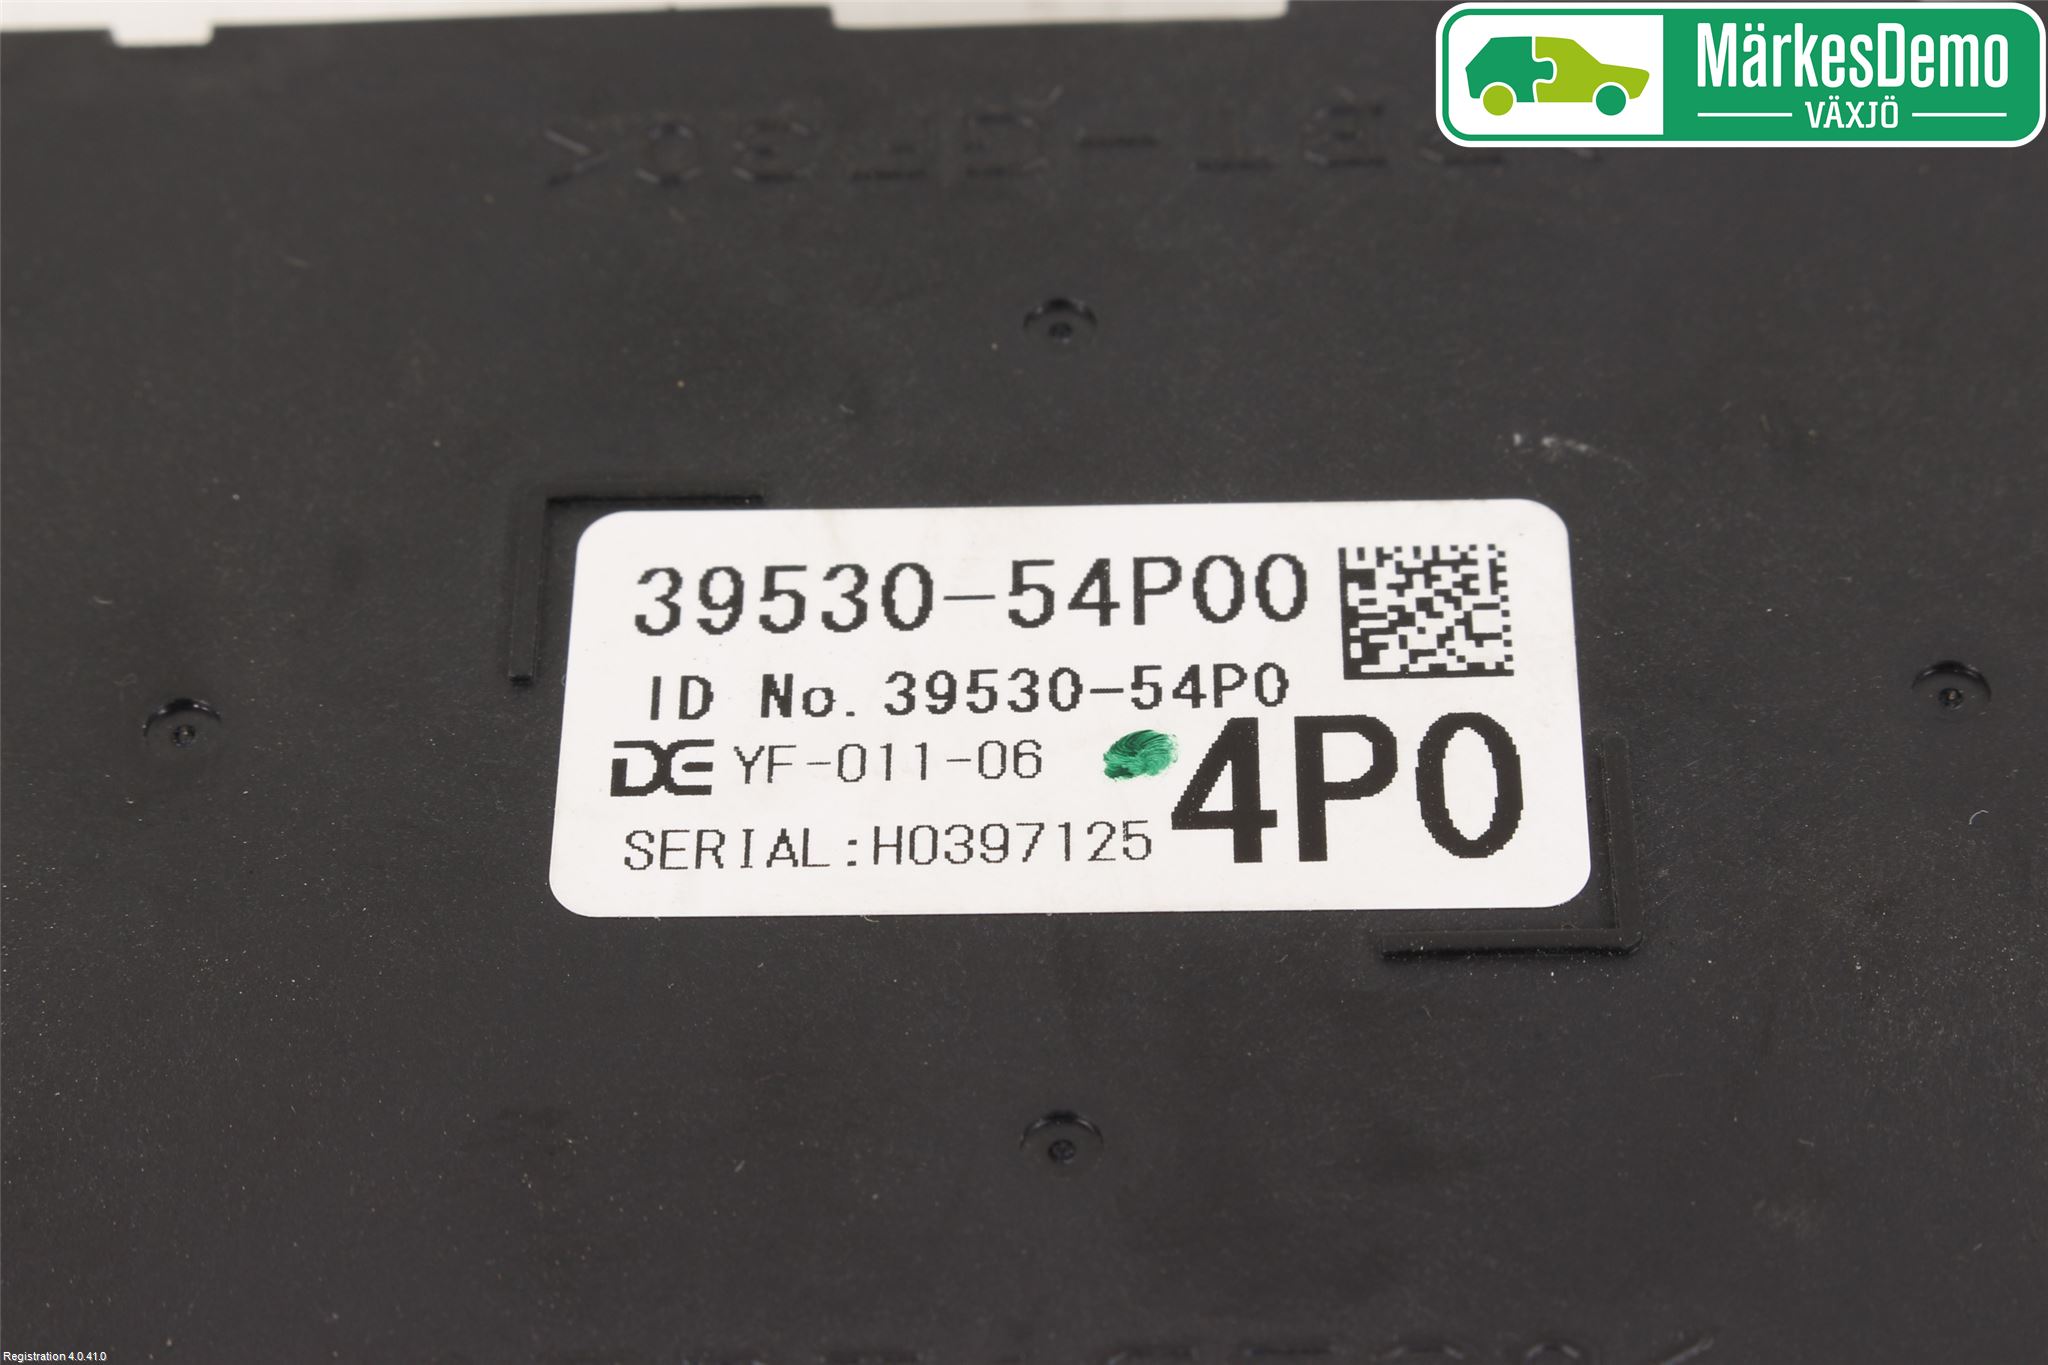 MärkesDemo
VÄXJÖ
39530-54P00
ID No. 39530-54P0
DE YF-011-06
4P0
SERIAL:H0397125
Registration 4.0.41.0